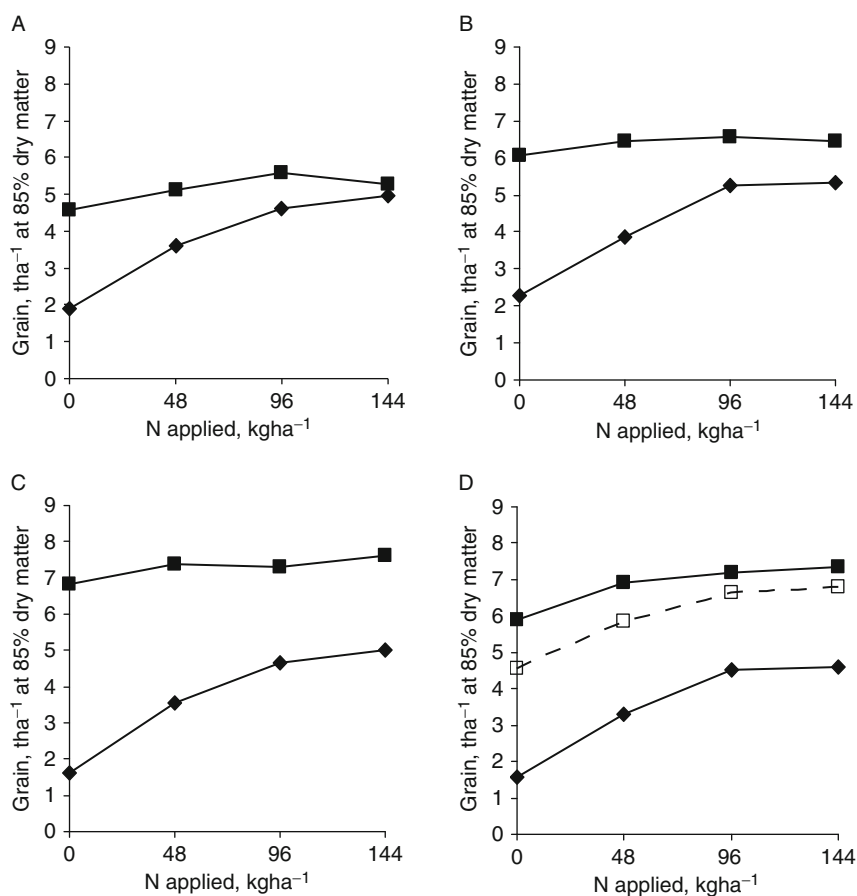 A
Grain, tha⁻¹ at 85% dry matter
9
8
7
6
5
4
3
2
1
0
0 48 96 144
N applied, kgha⁻¹
B
Grain, tha⁻¹ at 85% dry matter
9
8
7
6
5
4
3
2
1
0
0 48 96 144
N applied, kgha⁻¹
C
Grain, tha⁻¹ at 85% dry matter
9
8
7
6
5
4
3
2
1
0
0 48 96 144
N applied, kgha⁻¹
D
Grain, tha⁻¹ at 85% dry matter
9
8
7
6
5
4
3
2
1
0
0 48 96 144
N applied, kgha⁻¹